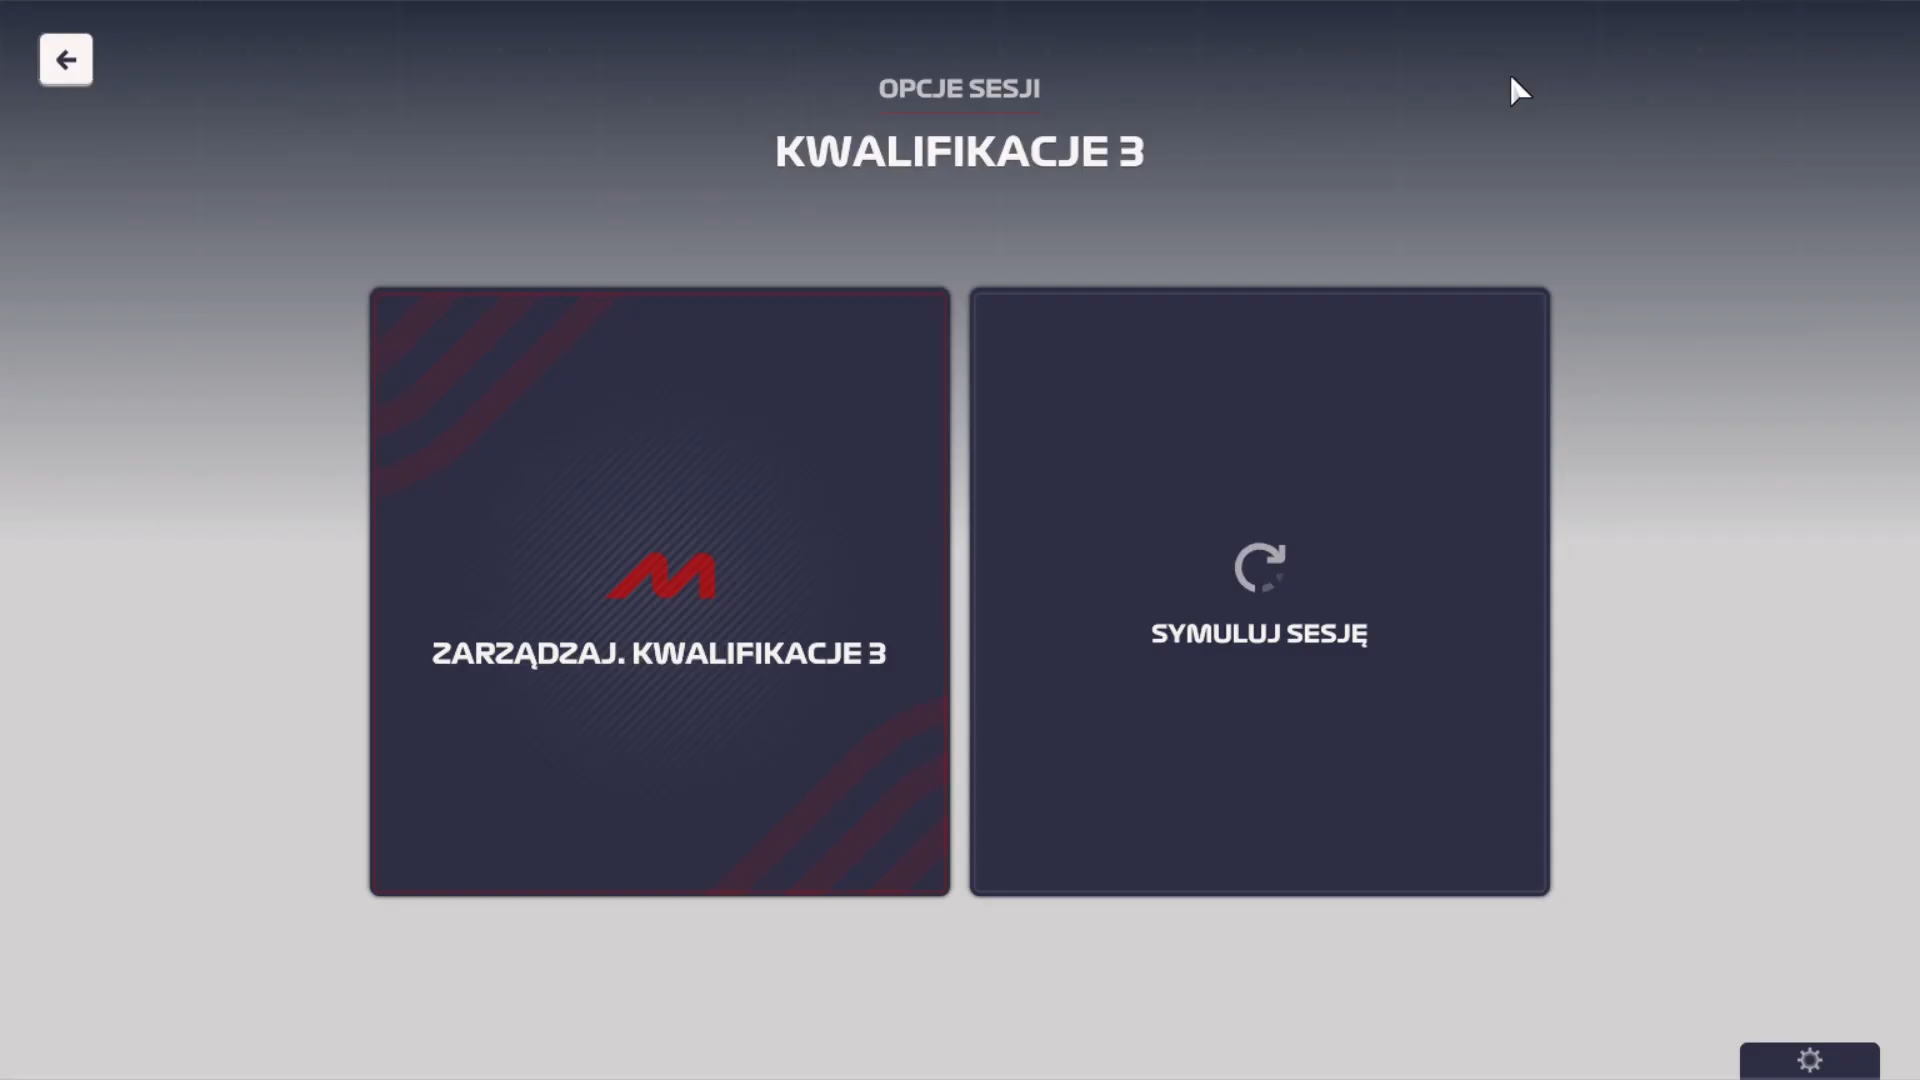 OPCJE SESJI
KWALIFIKACJE 3
ZARZĄDZAJ. KWALIFIKACJE 3
SYMULUJ SESJĘ